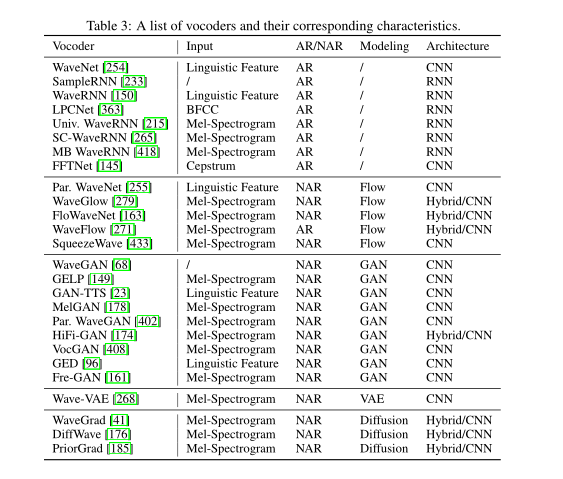 Table 3: A list of vocoders and their corresponding characteristics.
Vocoder Input AR/NAR Modeling Architecture
WaveNet [254] Linguistic Feature AR / CNN
SampleRNN [233] / AR / RNN
WaveRNN [150] Linguistic Feature AR / RNN
LPCNet [363] BFCC AR / RNN
Univ. WaveRNN [215] Mel-Spectrogram AR / RNN
SC-WaveRNN [265] Mel-Spectrogram AR / RNN
MB WaveRNN [418] Mel-Spectrogram AR / RNN
FFTNet [145] Cepstrum AR / CNN
Par. WaveNet [255] Linguistic Feature NAR Flow CNN
WaveGlow [279] Mel-Spectrogram NAR Flow Hybrid/CNN
FloWaveNet [163] Mel-Spectrogram NAR Flow Hybrid/CNN
WaveFlow [271] Mel-Spectrogram AR Flow Hybrid/CNN
SqueezeWave [433] Mel-Spectrogram NAR Flow CNN
WaveGAN [68] / NAR GAN CNN
GELP [149] Mel-Spectrogram NAR GAN CNN
GAN-TTS [23] Linguistic Feature NAR GAN CNN
MelGAN [178] Mel-Spectrogram NAR GAN CNN
Par. WaveGAN [402] Mel-Spectrogram NAR GAN CNN
HiFi-GAN [174] Mel-Spectrogram NAR GAN Hybrid/CNN
VocGAN [408] Mel-Spectrogram NAR GAN CNN
GED [96] Linguistic Feature NAR GAN CNN
Fre-GAN [161] Mel-Spectrogram NAR GAN CNN
Wave-VAE [268] Mel-Spectrogram NAR VAE CNN
WaveGrad [41] Mel-Spectrogram NAR Diffusion Hybrid/CNN
DiffWave [176] Mel-Spectrogram NAR Diffusion Hybrid/CNN
PriorGrad [185] Mel-Spectrogram NAR Diffusion Hybrid/CNN